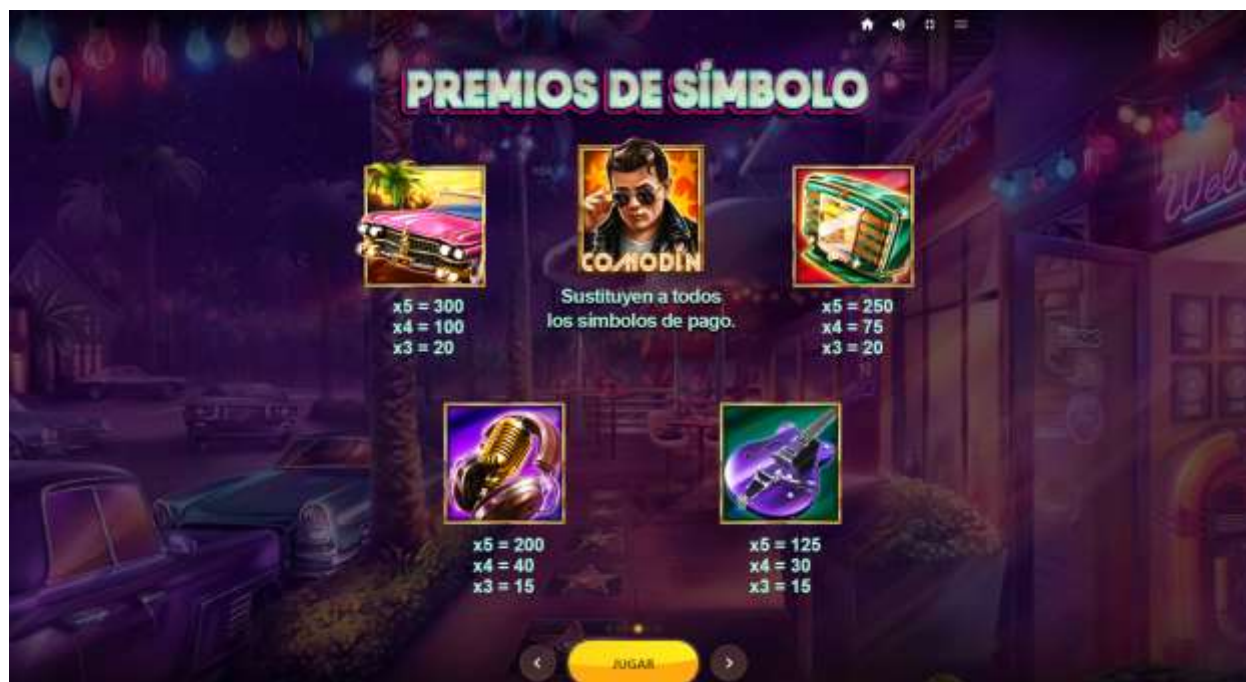 PREMIOS DE SÍMBOLO
COMODÍN
Sustituyen a todos
los símbolos de pago.
x5 = 300
x4 = 100
x3 = 20
x5 = 250
x4 = 75
x3 = 20
x5 = 200
x4 = 40
x3 = 15
x5 = 125
x4 = 30
x3 = 15
JUGAR